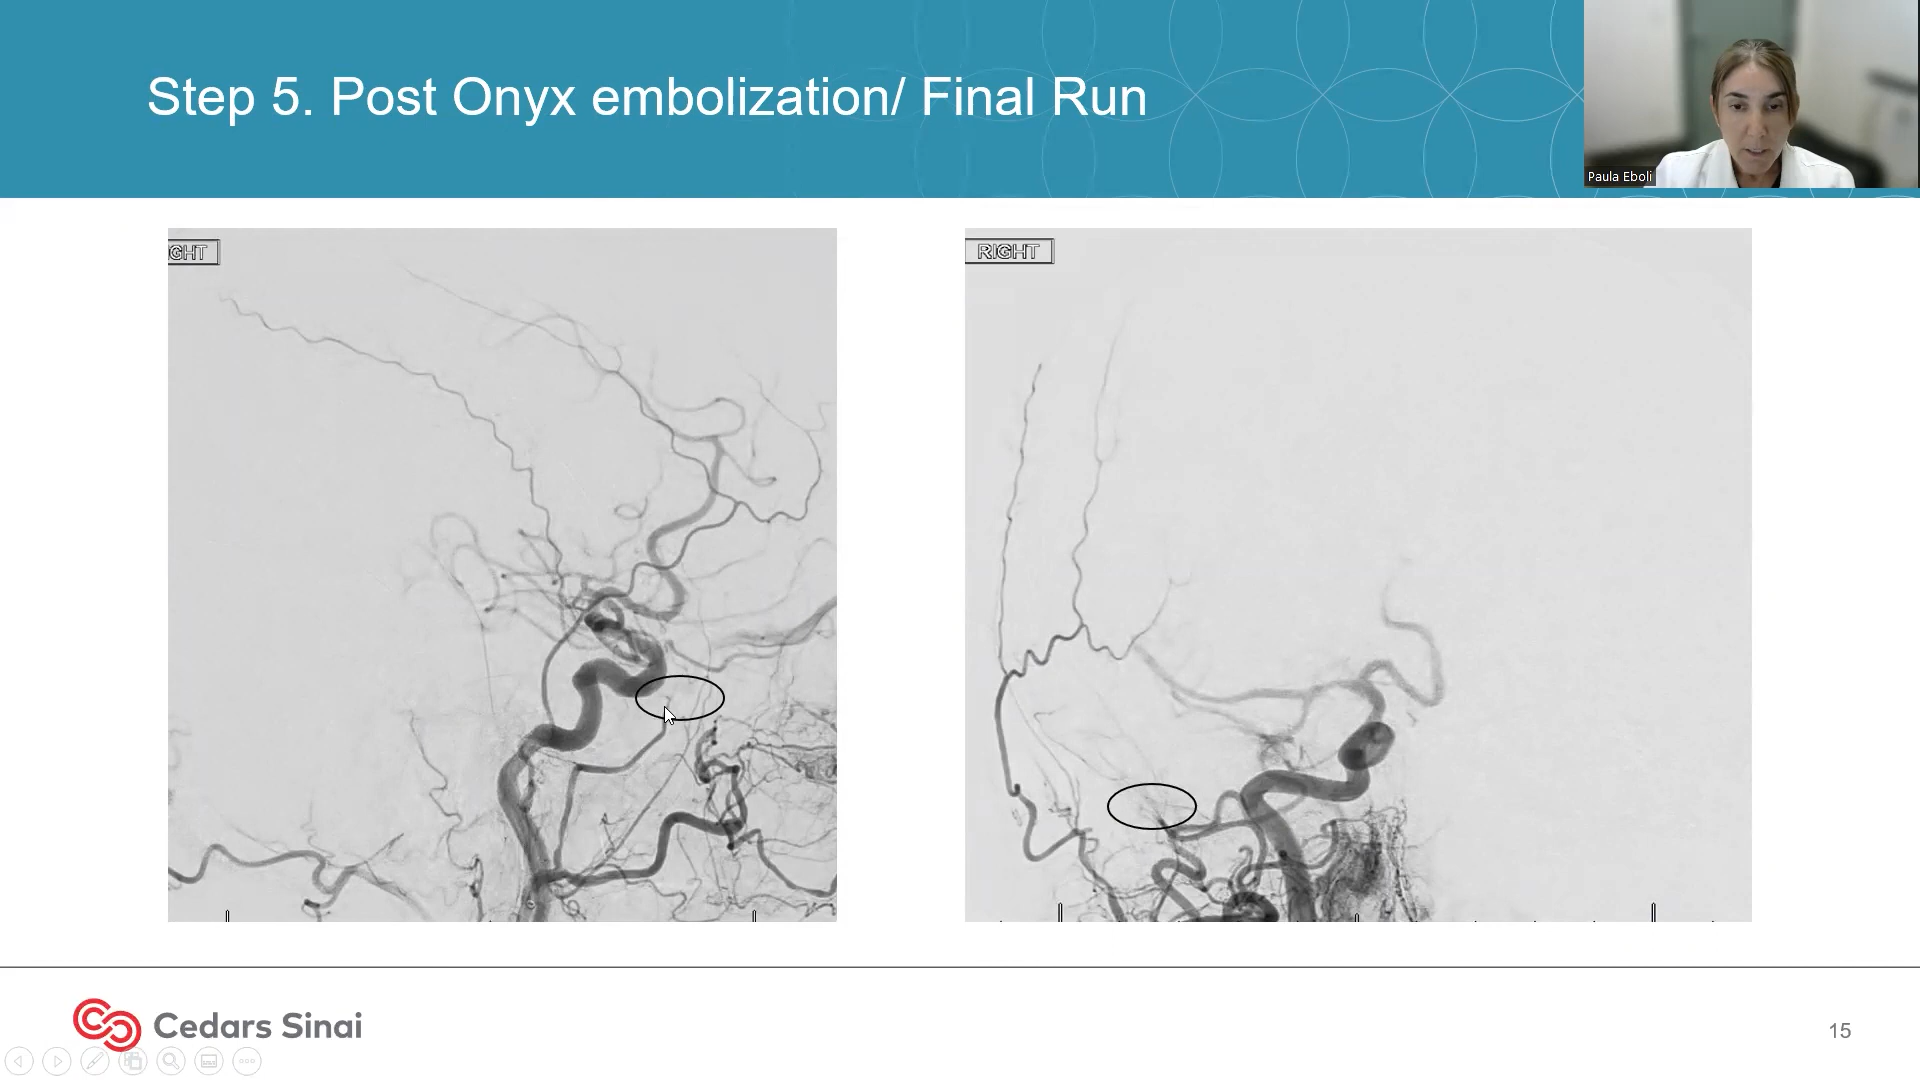 Step 5. Post Onyx embolization/ Final Run
Paula Eboli
GHT
RIGHT
Cedars Sinai
15